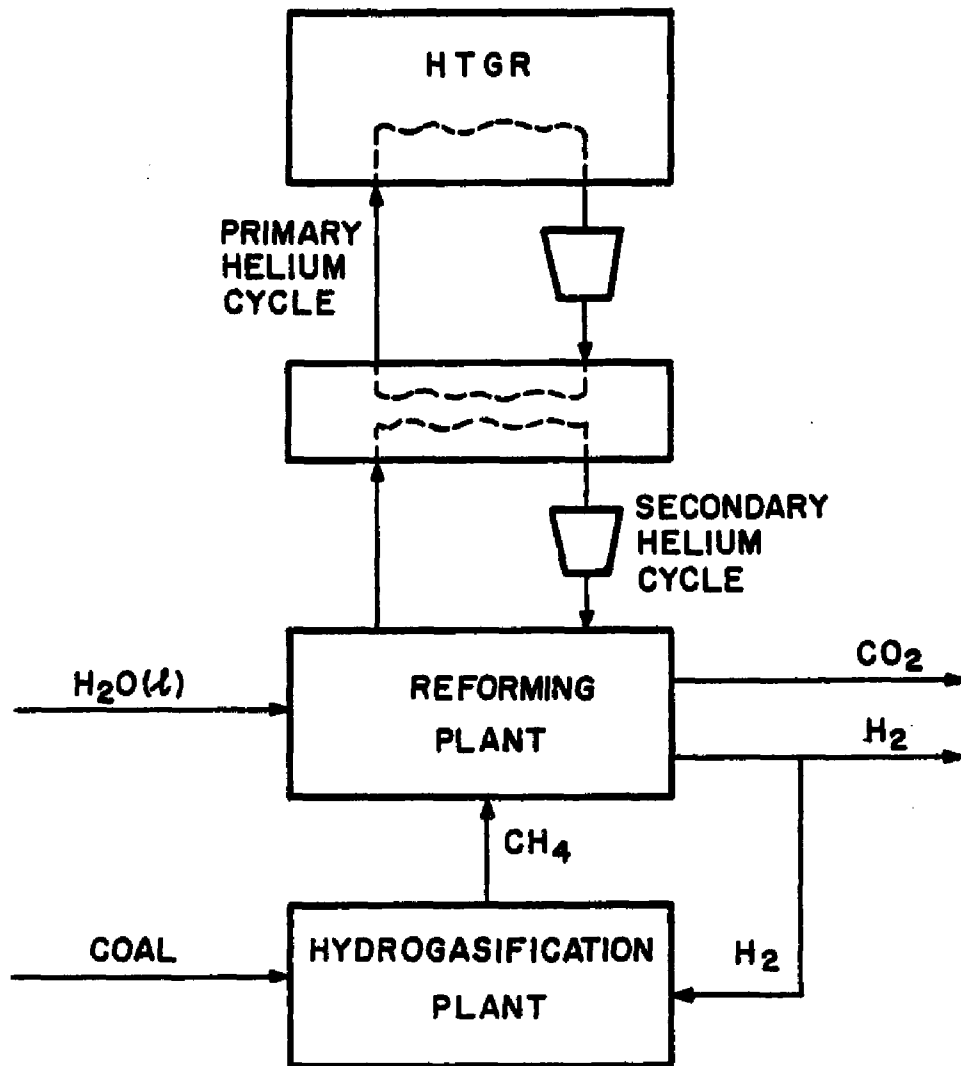 HTGR
PRIMARY
HELIUM
CYCLE
SECONDARY
HELIUM
CYCLE
H₂O(ℓ)
REFORMING
PLANT
CO₂
H₂
CH₄
COAL
HYDROGASIFICATION
PLANT
H₂